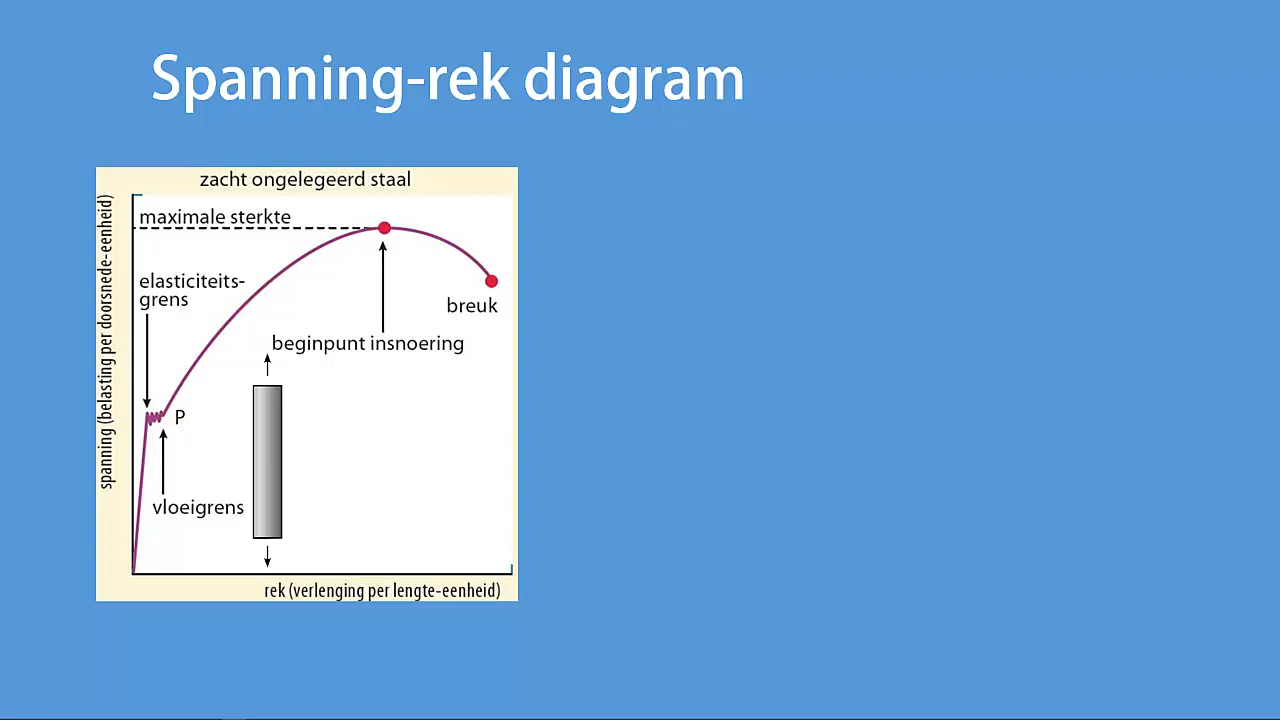 Spanning-rek diagram
zacht ongelegeerd staal
maximale sterkte
elasticiteits-
grens
breuk
beginpunt insnoering
P
vloeigrens
spanning (belasting per doorsnede-eenheid)
rek (verlenging per lengte-eenheid)